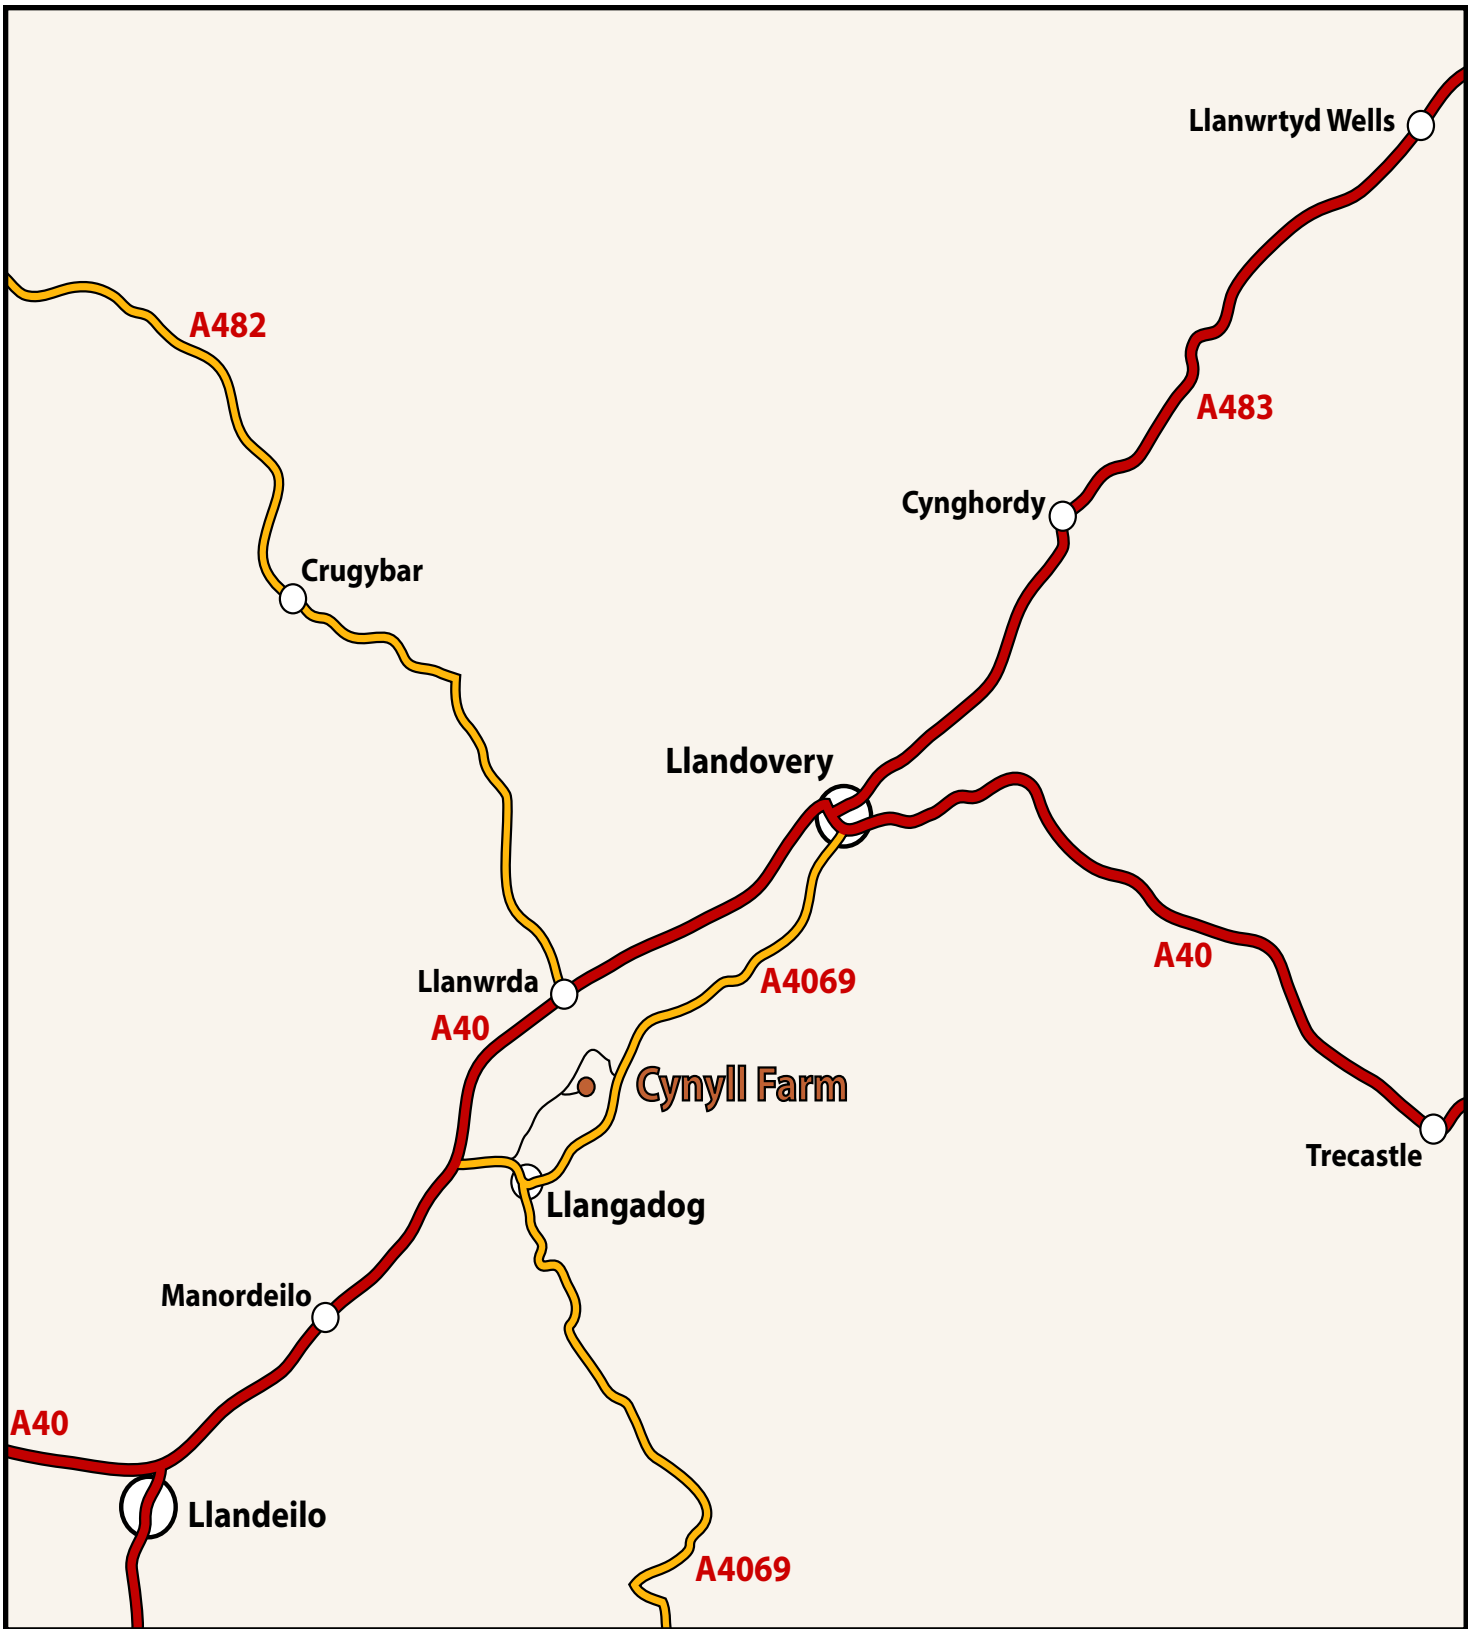 Llanwrtyd Wells
A482
A483
Cynghordy
Crugybar
Llandovery
A40
Llanwrda
A4069
A40
Cynyll Farm
Trecastle
Llangadog
Manordeilo
A40
Llandeilo
A4069